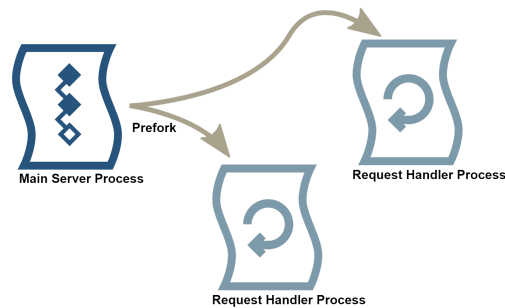 Prefork
Main Server Process
Request Handler Process
Request Handler Process